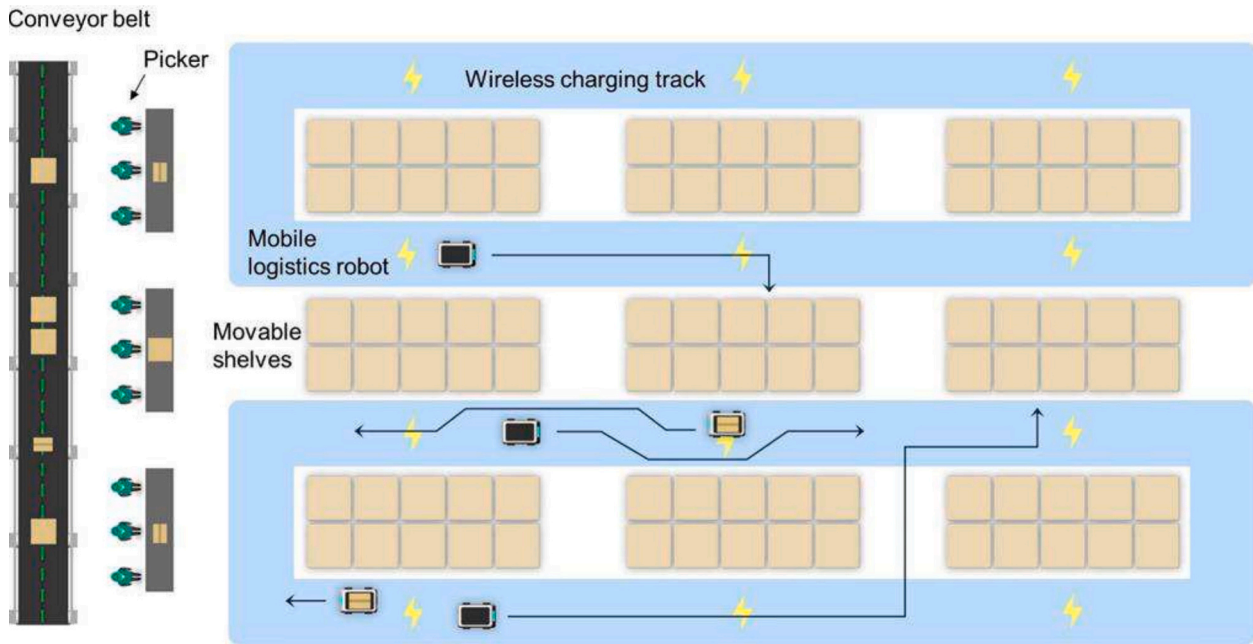 Conveyor belt
Picker
Wireless charging track
Mobile
logistics robot
Movable
shelves